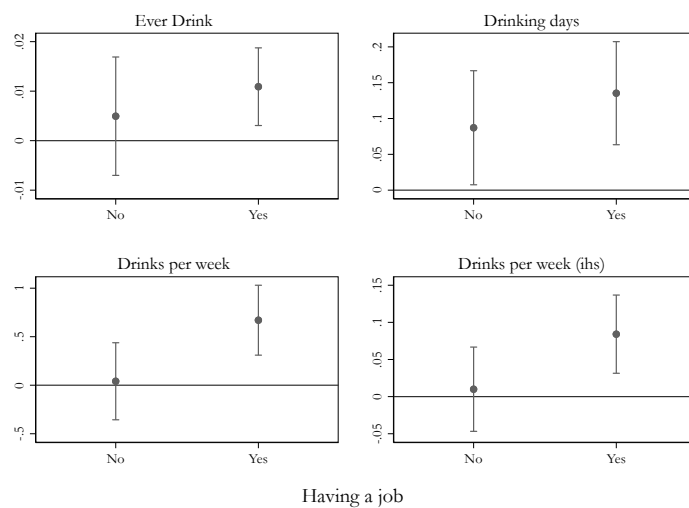 Ever Drink
.02
.01
0
-.01
No Yes
Drinking days
.2
.15
.1
.05
0
No Yes
Drinks per week
1
.5
0
-.5
No Yes
Drinks per week (ihs)
.15
.1
.05
0
-.05
No Yes
Having a job